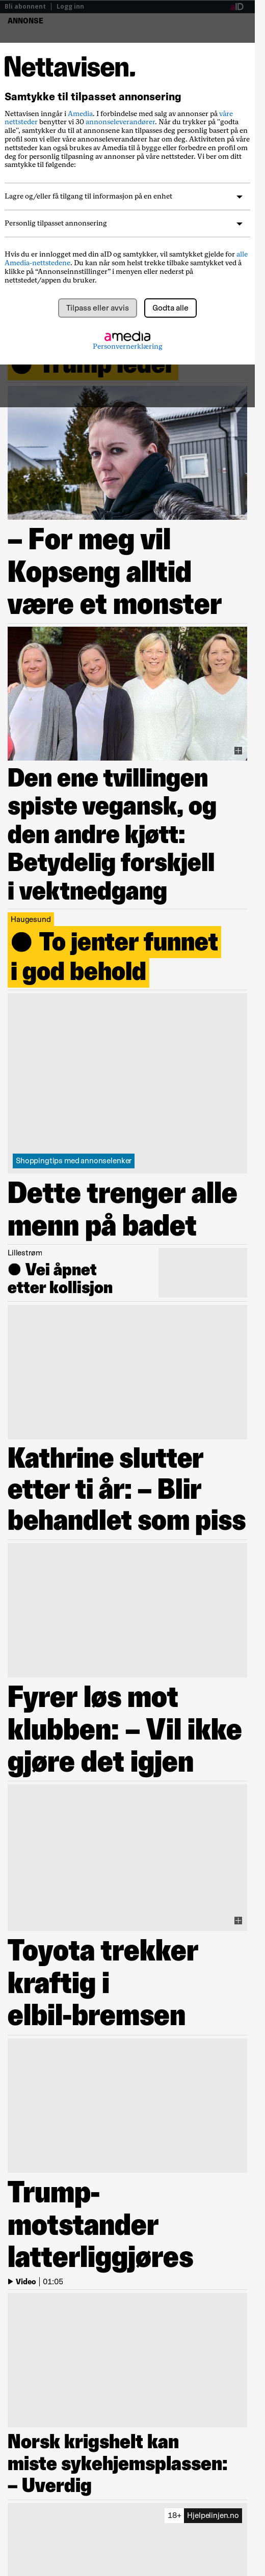 Bli abonnent | Logg inn aID
ANNONSE
Nettavisen.
Samtykke til tilpasset annonsering
Nettavisen inngår i Amedia. I forbindelse med salg av annonser på våre
nettsteder benytter vi 30 annonseleverandører. Når du trykker på "godta
alle", samtykker du til at annonsene kan tilpasses deg personlig basert på en
profil vi eller våre annonseleverandører har om deg. Aktiviteten på våre
nettsteder kan også brukes av Amedia til å bygge eller forbedre en profil om
deg for personlig tilpasning av annonser på våre nettsteder. Vi ber om ditt
samtykke til følgende:
Lagre og/eller få tilgang til informasjon på en enhet
Personlig tilpasset annonsering
Hvis du er innlogget med din aID og samtykker, vil samtykket gjelde for alle
Amedia-nettstedene. Du kan når som helst trekke tilbake samtykket ved å
klikke på “Annonseinnstillinger” i menyen eller nederst på
nettstedet/appen du bruker.
Tilpass eller avvis Godta alle
amedia
Personvernerklæring
Trump leder
– For meg vil
Kopseng alltid
være et monster
Den ene tvillingen
spiste vegansk, og
den andre kjøtt:
Betydelig forskjell
i vektnedgang
Haugesund
● To jenter funnet
i god behold
Shoppingtips med annonselenker
Dette trenger alle
menn på badet
Lillestrøm
● Vei åpnet
etter kollisjon
Kathrine slutter
etter ti år: – Blir
behandlet som piss
Fyrer løs mot
klubben: – Vil ikke
gjøre det igjen
Toyota trekker
kraftig i
elbil-bremsen
Trump-
motstander
latterliggjøres
Video | 01:05
Norsk krigshelt kan
miste sykehjemsplassen:
– Uverdig
18+ Hjelpelinjen.no